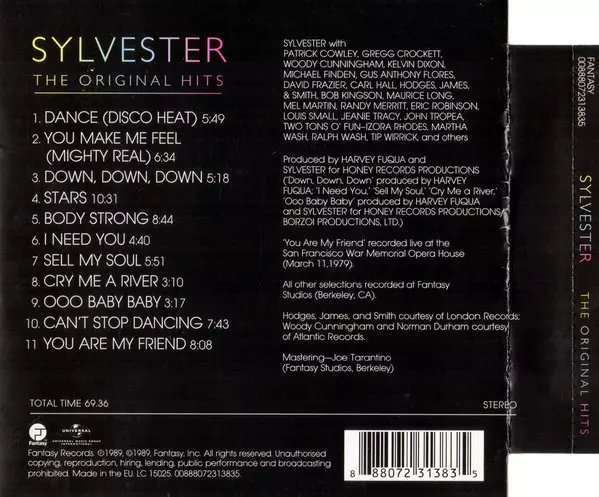 SYLVESTER
THE ORIGINAL HITS
1. DANCE (DISCO HEAT) 5:49
2. YOU MAKE ME FEEL
(MIGHTY REAL) 6:34
3. DOWN, DOWN, DOWN 5:18
4. STARS 10:31
5. BODY STRONG 8:44
6. I NEED YOU 4:40
7 SELL MY SOUL 5:51
8. CRY ME A RIVER 3:10
9. OOO BABY BABY 3:17
10. CAN'T STOP DANCING 7:43
11 YOU ARE MY FRIEND 8:08
SYLVESTER with
PATRICK COWLEY, GREGG CROCKETT,
WOODY CUNNINGHAM, KELVIN DIXON,
MICHAEL FINDEN, GUS ANTHONY FLORES,
DAVID FRAZIER, CARL HALL, HODGES, JAMES,
& SMITH, BOB KINGSON, MAURICE LONG,
MEL MARTIN, RANDY MERRITT, ERIC ROBINSON,
LOUIS SMALL, JEANIE TRACY, JOHN TROPEA,
TWO TONS O' FUN–IZORA RHODES, MARTHA
WASH, RALPH WASH, TIP WIRRICK, and others
Produced by HARVEY FUQUA and
SYLVESTER for HONEY RECORDS PRODUCTIONS
('Down, Down, Down' produced by HARVEY
FUQUA; 'I Need You,' 'Sell My Soul,' 'Cry Me a River,'
'Ooo Baby Baby' produced by HARVEY FUQUA
and SYLVESTER for HONEY RECORDS PRODUCTIONS/
BORZOI PRODUCTIONS, LTD.)
'You Are My Friend' recorded live at the
San Francisco War Memorial Opera House
(March 11,1979).
All other selections recorded at Fantasy
Studios (Berkeley, CA).
Hodges, James, and Smith courtesy of London Records;
Woody Cunningham and Norman Durham courtesy
of Atlantic Records.
Mastering—Joe Tarantino
(Fantasy Studios, Berkeley)
TOTAL TIME 69.36
STEREO
Fantasy
UNIVERSAL
UNIVERSAL MUSIC GROUP
INTERNATIONAL
Fantasy Records. ℗1989, ©1989, Fantasy, Inc. All rights reserved. Unauthorised
copying, reproduction, hiring, lending, public performance and broadcasting
prohibited. Made in the EU. LC 15025. 00888072313835
8 88072 31383 5
FANTASY
00888072313835
SYLVESTER THE ORIGINAL HITS